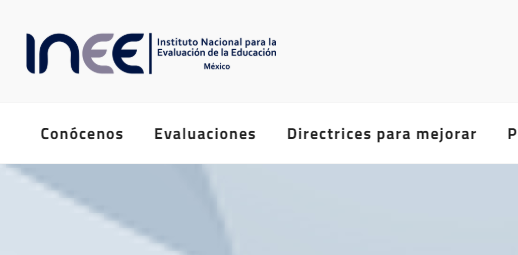 INEE
Instituto Nacional para la
Evaluación de la Educación
México
Conócenos Evaluaciones Directrices para mejorar P